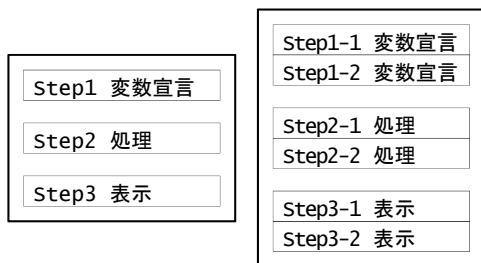 Step1 変数宣言
Step2 処理
Step3 表示
Step1-1 変数宣言
Step1-2 変数宣言
Step2-1 処理
Step2-2 処理
Step3-1 表示
Step3-2 表示